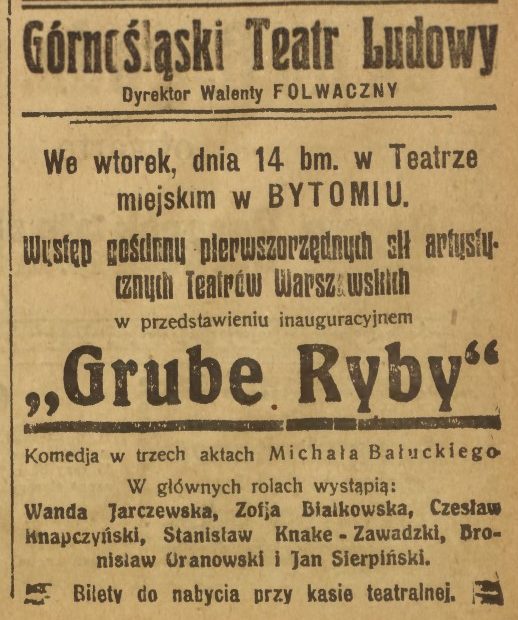 Górnośląski Teatr Ludowy
Dyrektor Walenty FOLWACZNY
We wtorek, dnia 14 bm. w Teatrze
miejskim w BYTOMIU.
Występ gościnny pierwszorzędnych sił artysty-
cznych Teatrów Warszawskich
w przedstawieniu inauguracyjnem
„Grube Ryby“
Komedja w trzech aktach Michała Bałuckiego
W głównych rolach wystąpią:
Wanda Jarczewska, Zofja Białkowska, Czesław
Knapczyński, Stanisław Knake - Zawadzki, Bro-
nisław Oranowski i Jan Sierpiński.
Bilety do nabycia przy kasie teatralnej.